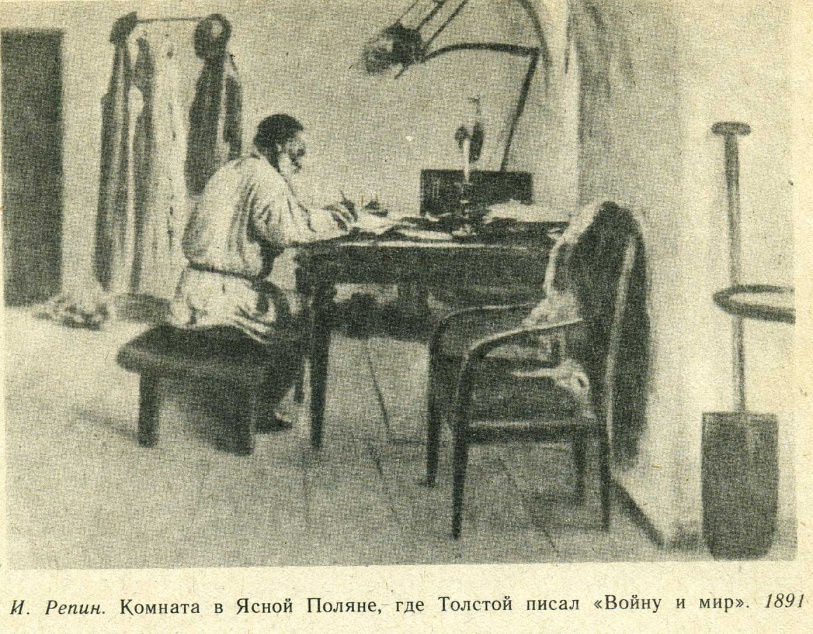 И. Репин. Комната в Ясной Поляне, где Толстой писал «Войну и мир». 1891